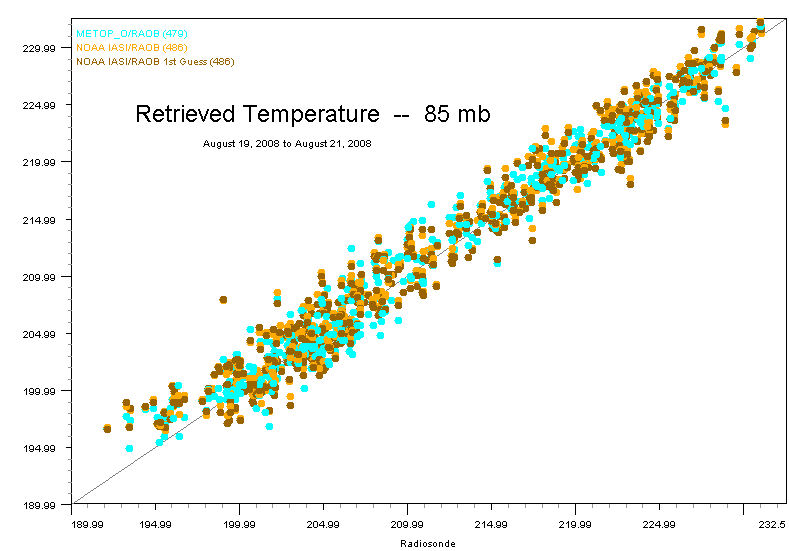 METOP_O/RAOB (479)
NOAA IASI/RAOB (486)
NOAA IASI/RAOB 1st Guess (486)
Retrieved Temperature -- 85 mb
August 19, 2008 to August 21, 2008
229.99
224.99
219.99
214.99
209.99
204.99
199.99
194.99
189.99
189.99 194.99 199.99 204.99 209.99 214.99 219.99 224.99 232.5
Radiosonde